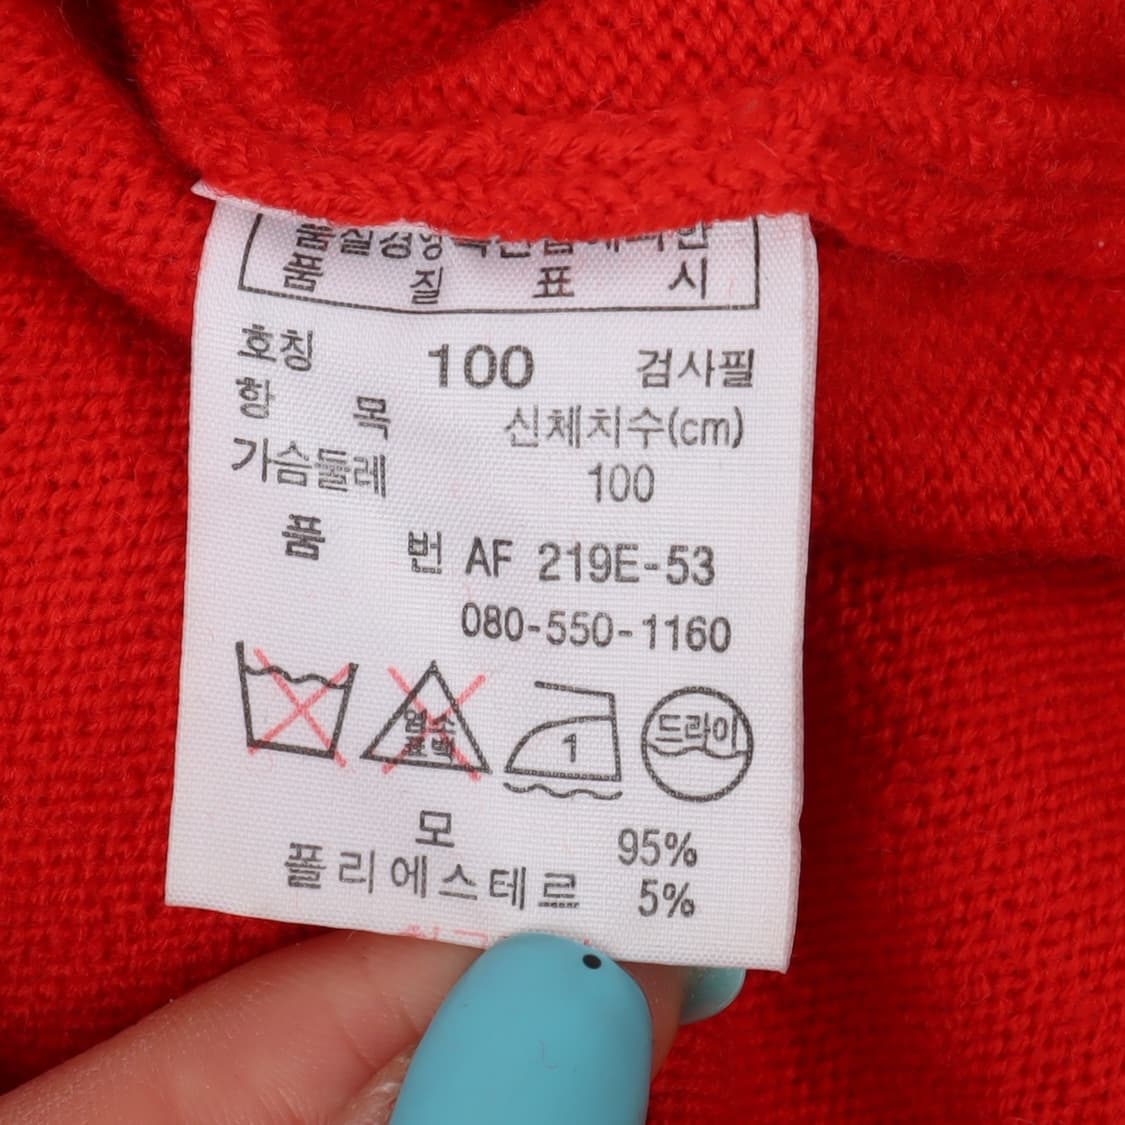 품 질 표 시
호칭 100 검사필
항 목 신체치수(cm)
가슴둘레 100
품 번 AF 219E-53
080-550-1160
염소
표백
1
드라이
모 95%
폴리에스테르 5%